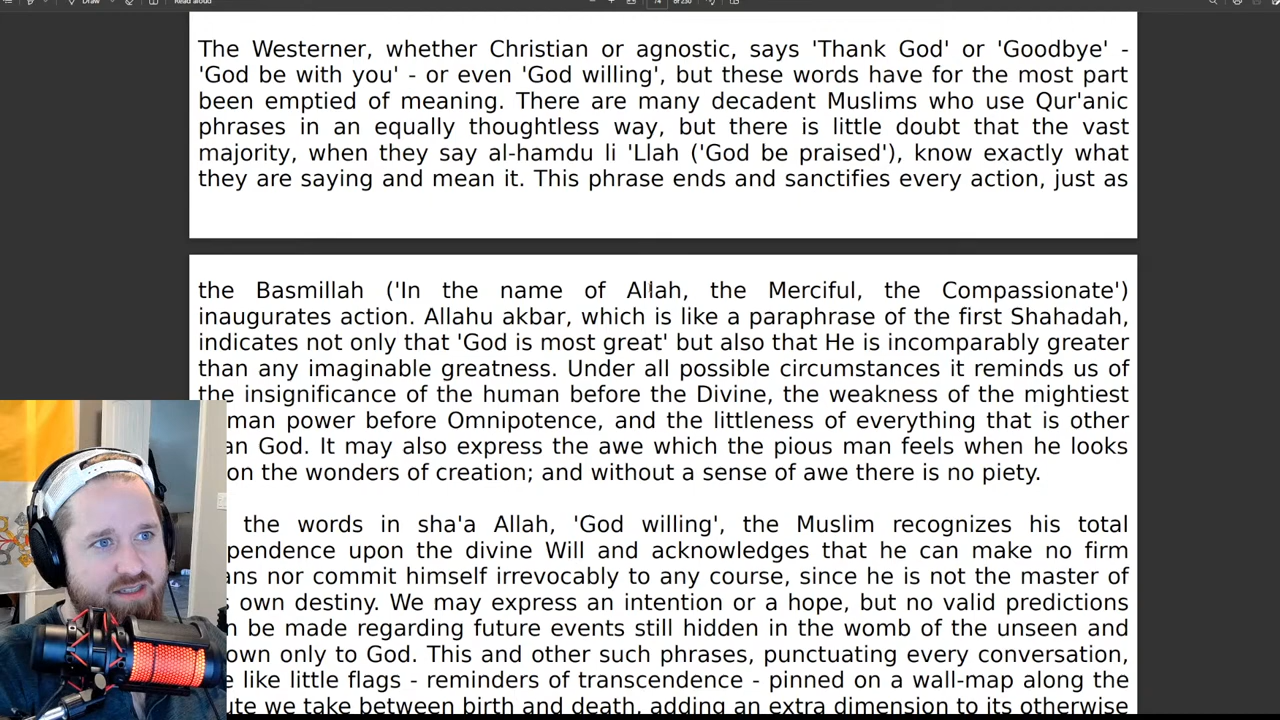 Draw
Read aloud
74
of 230
The Westerner, whether Christian or agnostic, says 'Thank God' or 'Goodbye' -
'God be with you' - or even 'God willing', but these words have for the most part
been emptied of meaning. There are many decadent Muslims who use Qur'anic
phrases in an equally thoughtless way, but there is little doubt that the vast
majority, when they say al-hamdu li 'Llah ('God be praised'), know exactly what
they are saying and mean it. This phrase ends and sanctifies every action, just as
the Basmillah ('In the name of Allah, the Merciful, the Compassionate')
inaugurates action. Allahu akbar, which is like a paraphrase of the first Shahadah,
indicates not only that 'God is most great' but also that He is incomparably greater
than any imaginable greatness. Under all possible circumstances it reminds us of
the insignificance of the human before the Divine, the weakness of the mightiest
power before Omnipotence, and the littleness of everything that is other
God. It may also express the awe which the pious man feels when he looks
on the wonders of creation; and without a sense of awe there is no piety.
the words in sha'a Allah, 'God willing', the Muslim recognizes his total
upon the divine Will and acknowledges that he can make no firm
nor commit himself irrevocably to any course, since he is not the master of
own destiny. We may express an intention or a hope, but no valid predictions
be made regarding future events still hidden in the womb of the unseen and
only to God. This and other such phrases, punctuating every conversation,
like little flags - reminders of transcendence - pinned on a wall-map along the
we take between birth and death, adding an extra dimension to its otherwise